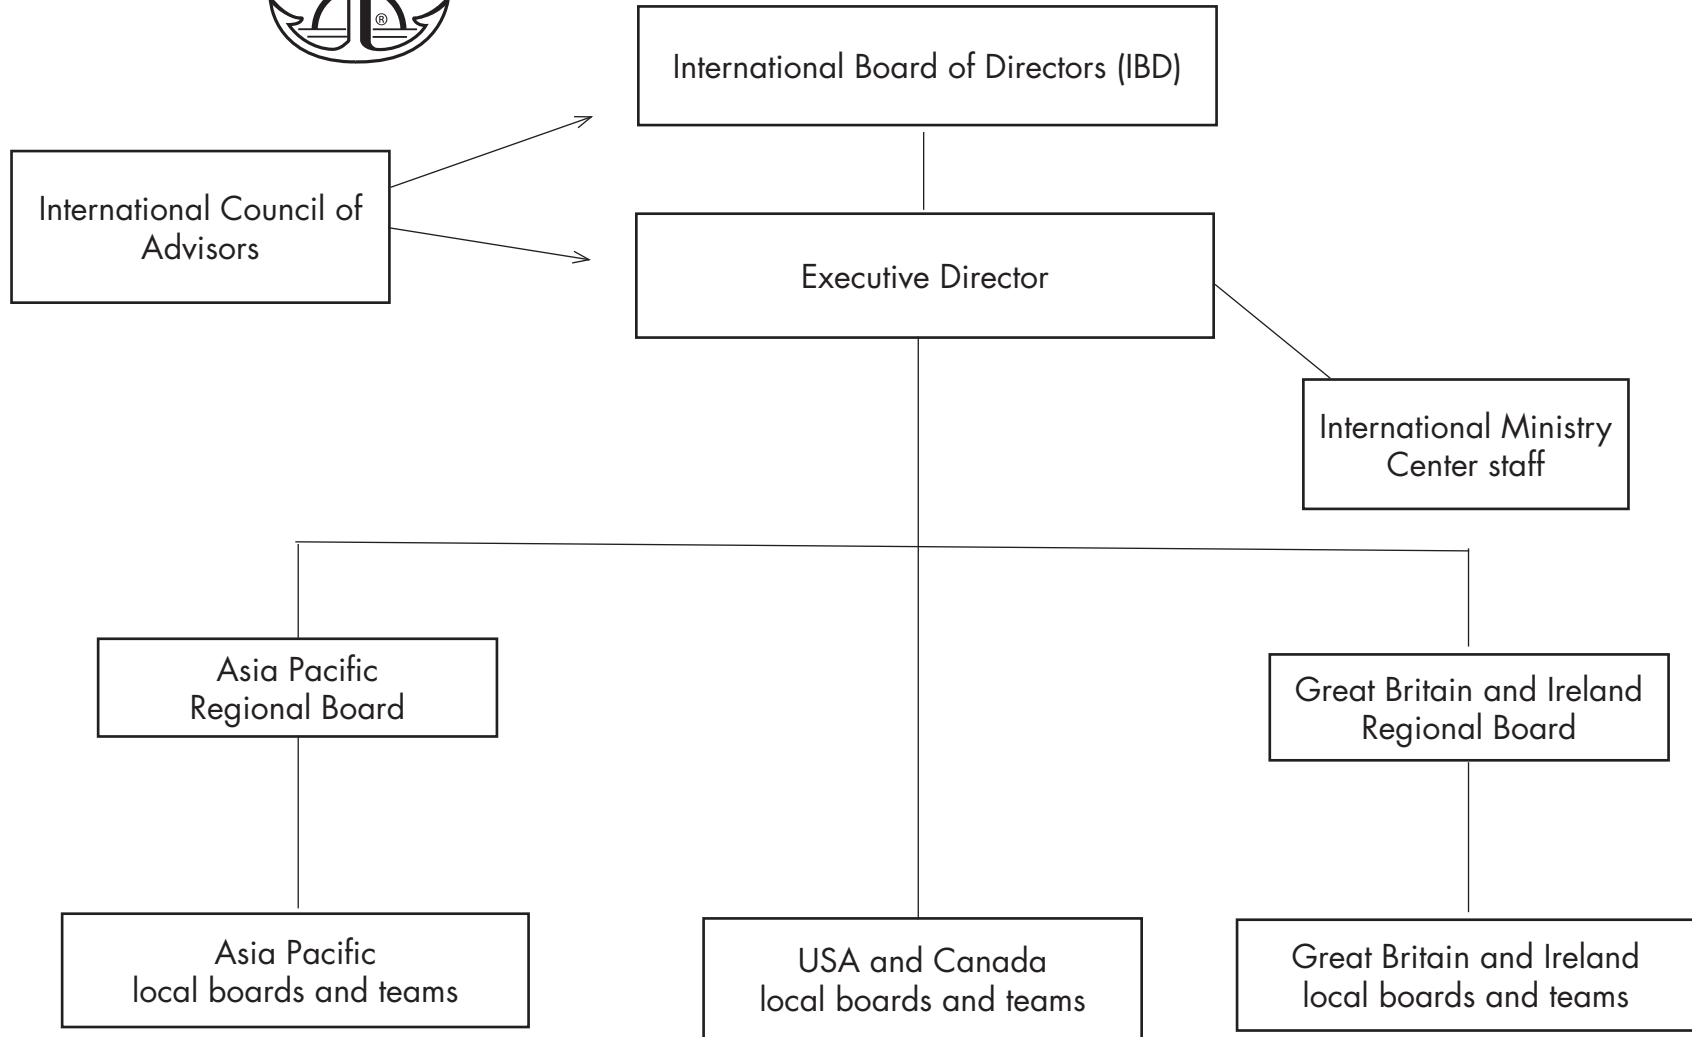 ®
International Board of Directors (IBD)
International Council of
Advisors
Executive Director
International Ministry
Center staff
Asia Pacific
Regional Board
Great Britain and Ireland
Regional Board
Asia Pacific
local boards and teams
USA and Canada
local boards and teams
Great Britain and Ireland
local boards and teams